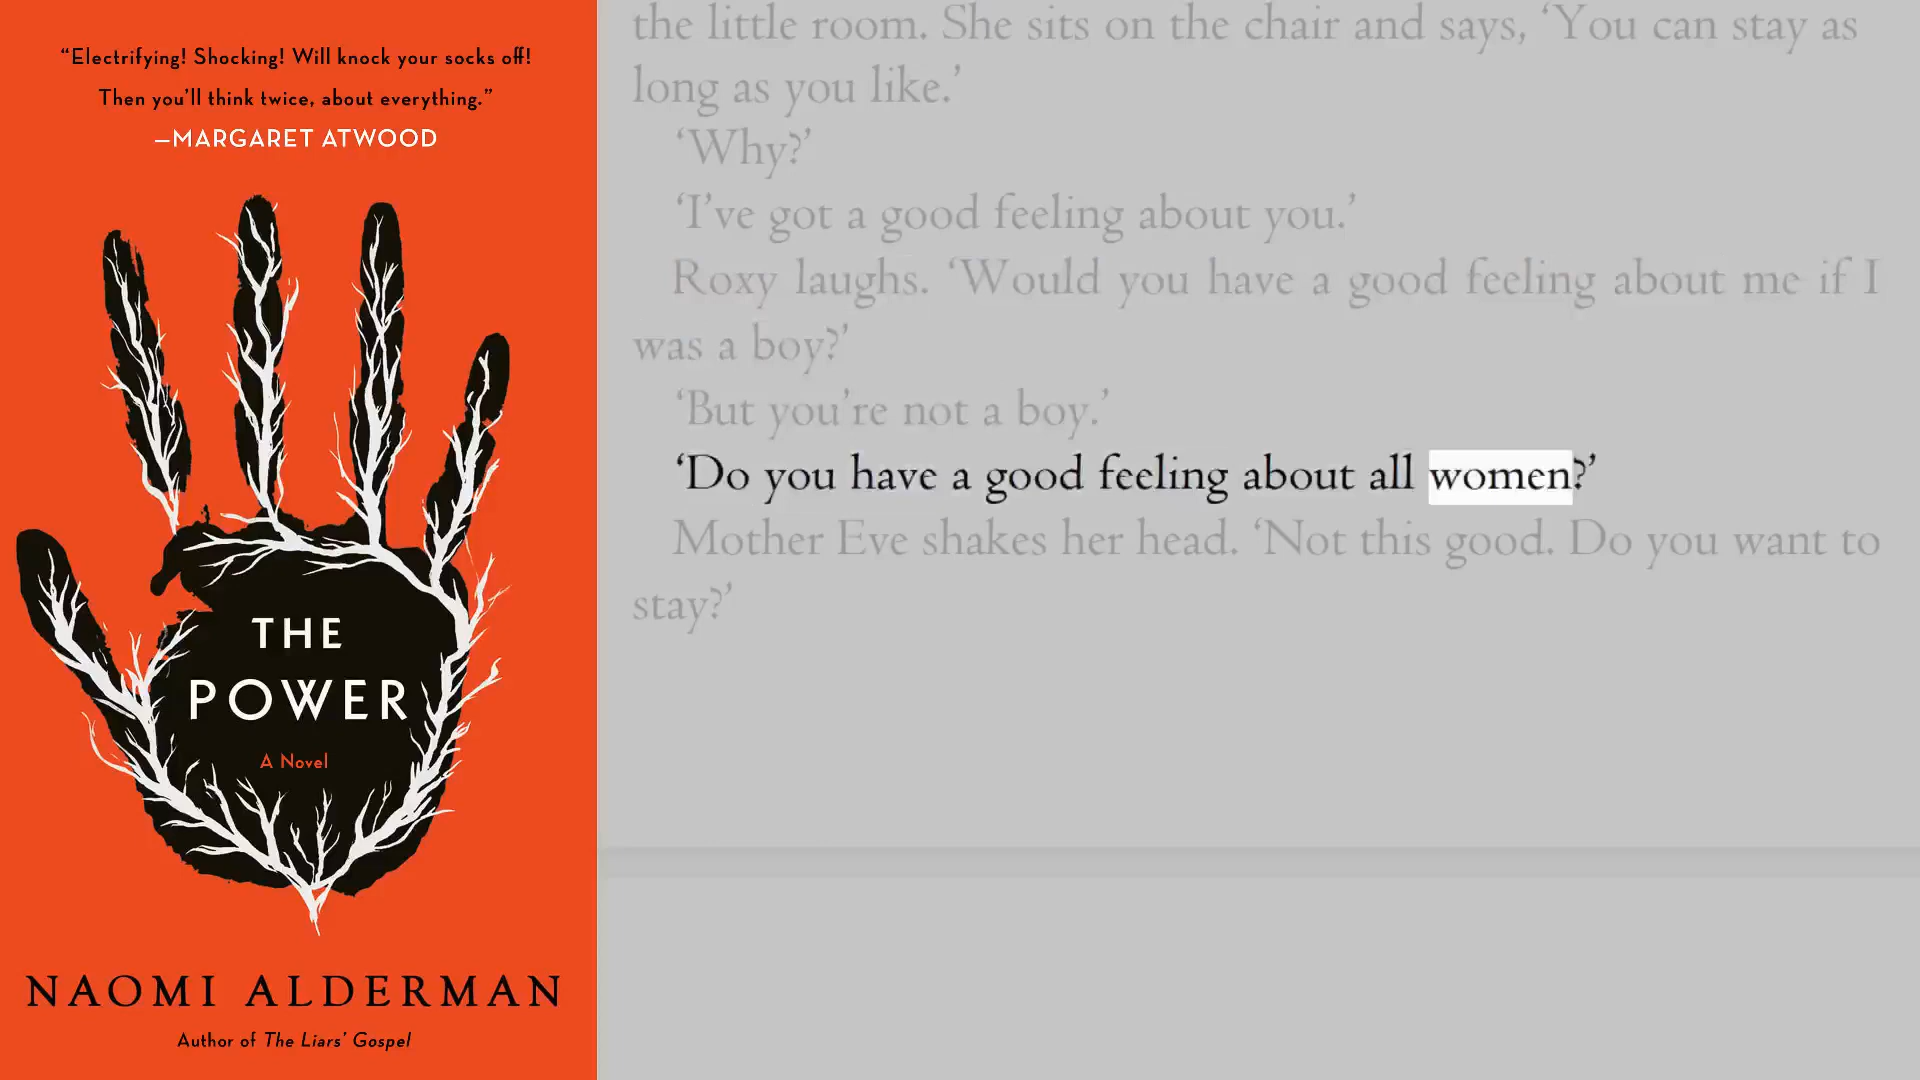 “Electrifying! Shocking! Will knock your socks off!
Then you’ll think twice, about everything.”
—MARGARET ATWOOD
THE
POWER
A Novel
NAOMI ALDERMAN
Author of The Liars’ Gospel
the little room. She sits on the chair and says, ‘You can stay as
long as you like.’
‘Why?’
‘I’ve got a good feeling about you.’
Roxy laughs. ‘Would you have a good feeling about me if I
was a boy?’
‘But you’re not a boy.’
‘Do you have a good feeling about all women?’
Mother Eve shakes her head. ‘Not this good. Do you want to
stay?’